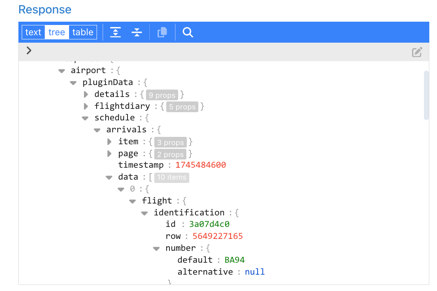 Response
text tree table
airport : {
pluginData : {
details : { 9 props }
flightdiary : { 5 props }
schedule : {
arrivals : {
item : { 3 props }
page : { 2 props }
timestamp : 1745484600
data : [ 10 items
0 : {
flight : {
identification : {
id : 3a07d4c0
row : 5649227165
number : {
default : BA94
alternative : null
}